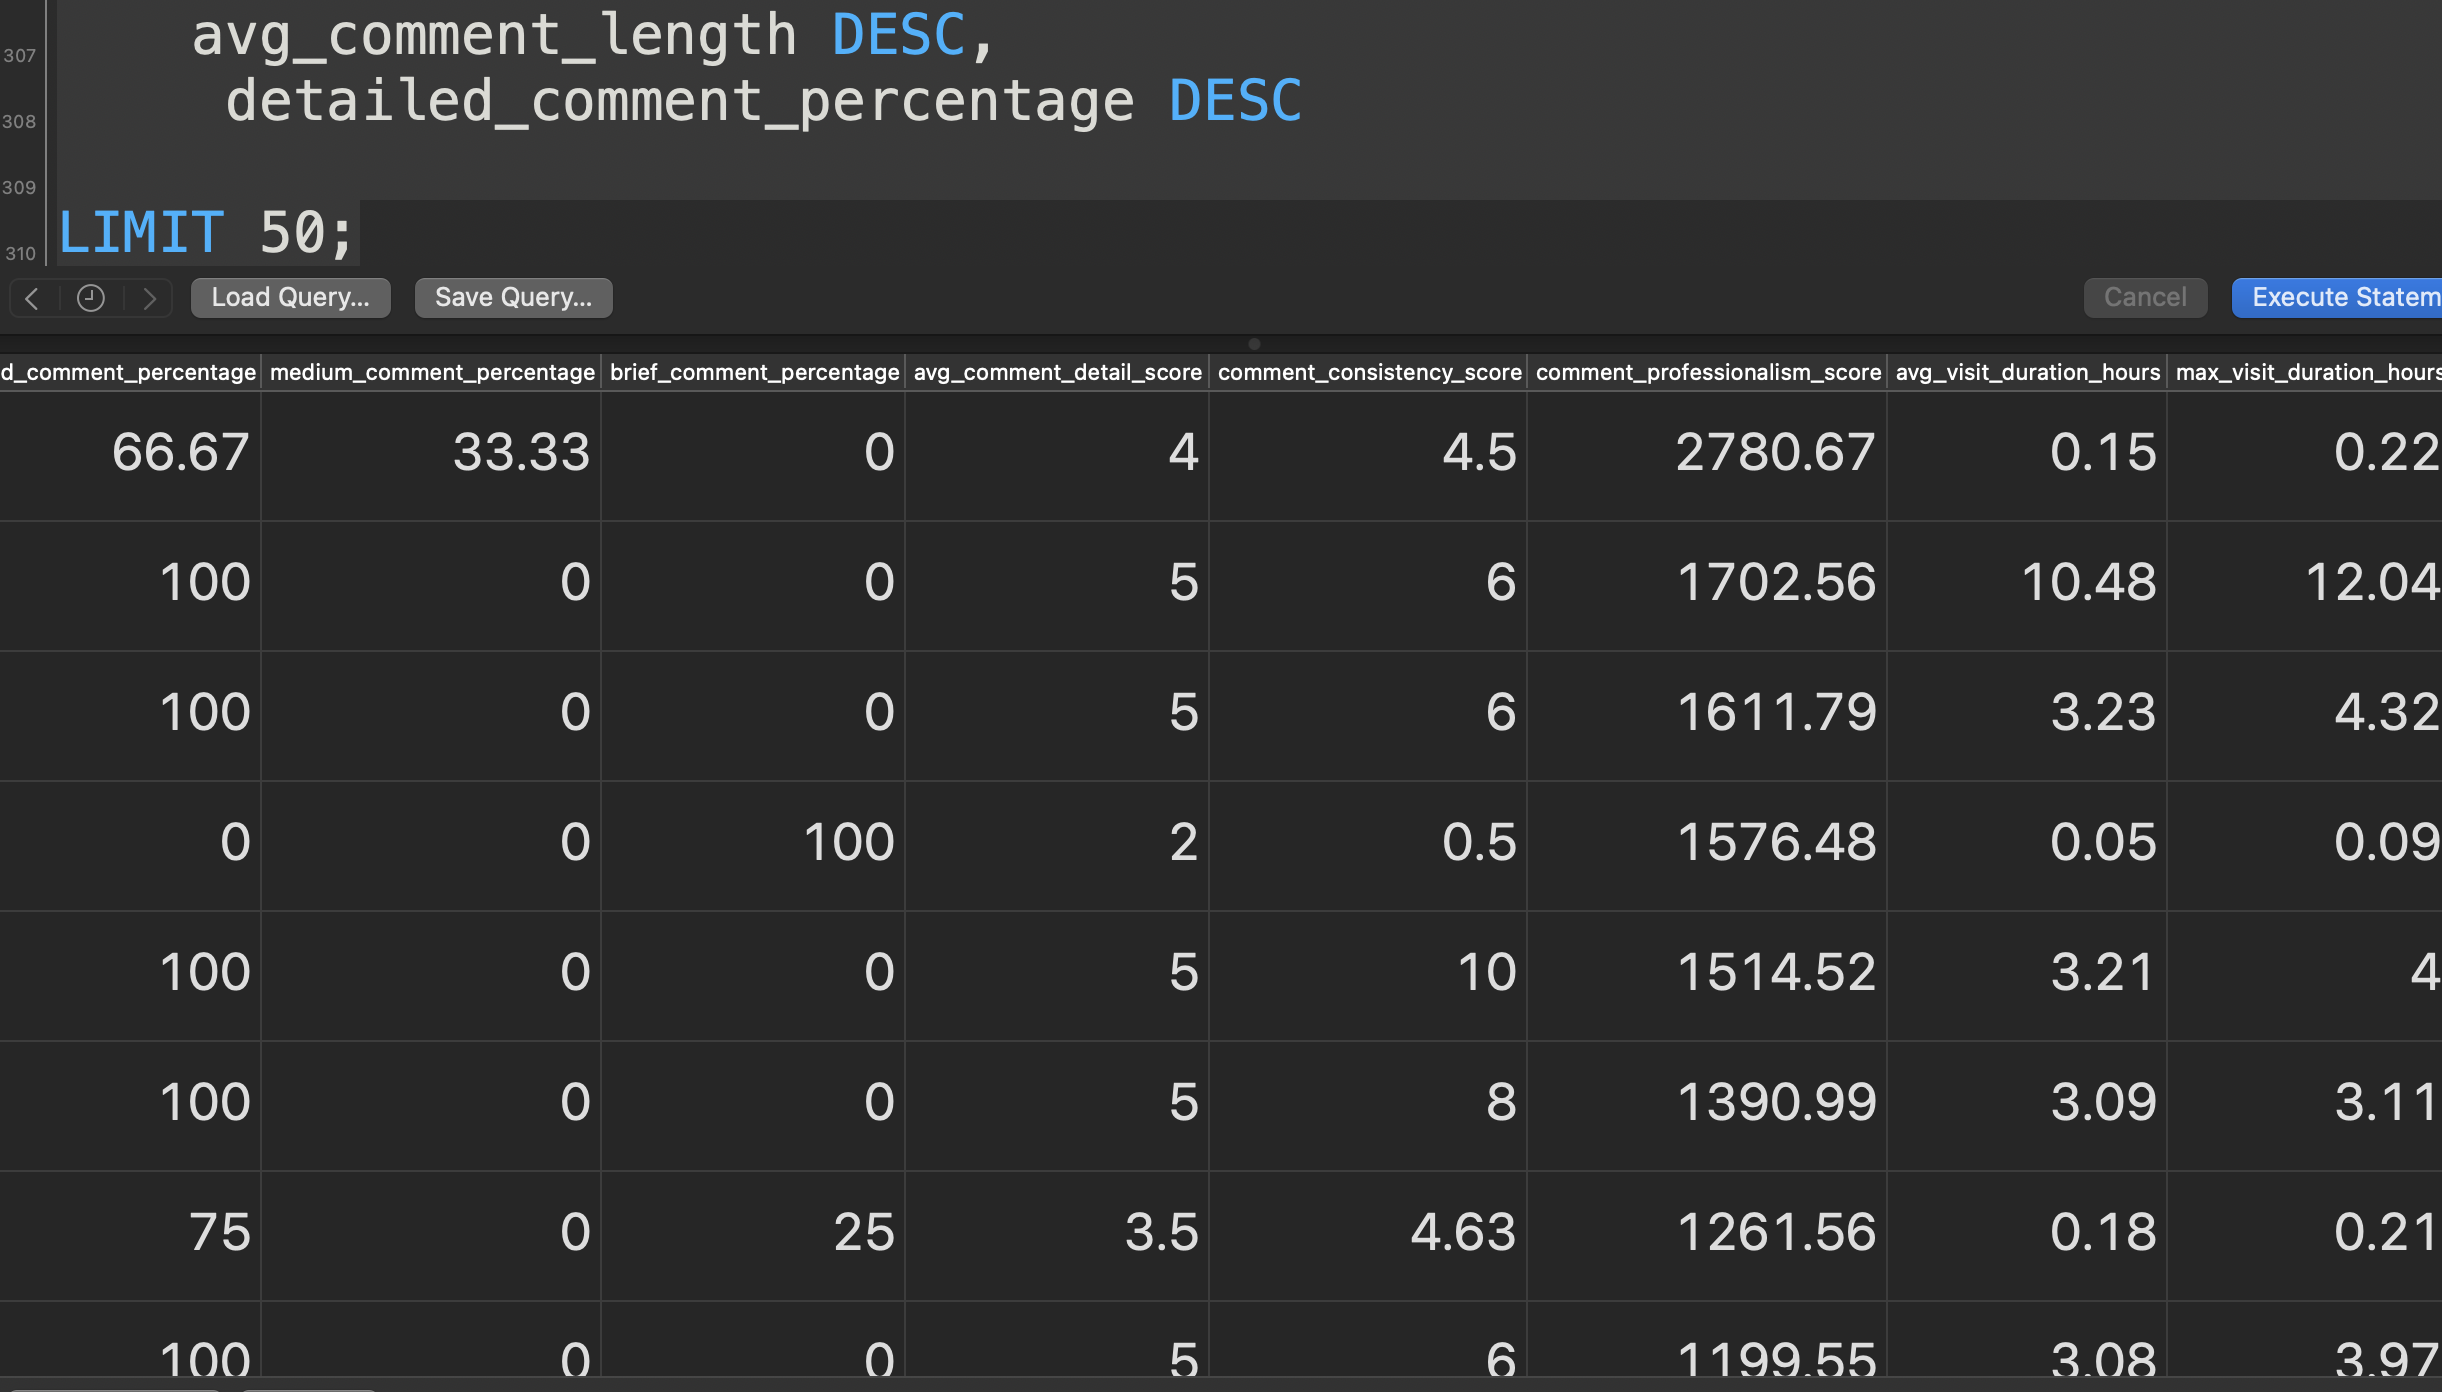 307 avg_comment_length DESC,
308 detailed_comment_percentage DESC
309
310 LIMIT 50;
Load Query... Save Query... Cancel Execute Statem
d_comment_percentage medium_comment_percentage brief_comment_percentage avg_comment_detail_score comment_consistency_score comment_professionalism_score avg_visit_duration_hours max_visit_duration_hours
66.67 33.33 0 4 4.5 2780.67 0.15 0.22
100 0 0 5 6 1702.56 10.48 12.04
100 0 0 5 6 1611.79 3.23 4.32
0 0 100 2 0.5 1576.48 0.05 0.09
100 0 0 5 10 1514.52 3.21 4
100 0 0 5 8 1390.99 3.09 3.11
75 0 25 3.5 4.63 1261.56 0.18 0.21
100 0 0 5 6 1199.55 3.08 3.97